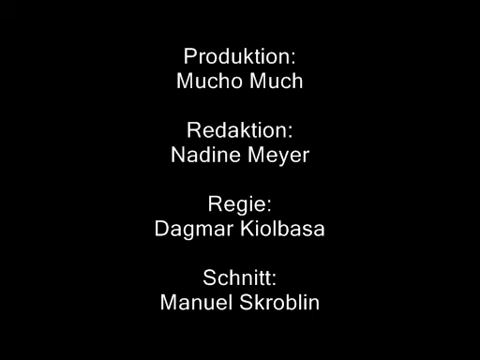 Produktion:
Mucho Much
Redaktion:
Nadine Meyer
Regie:
Dagmar Kiolbasa
Schnitt:
Manuel Skroblin